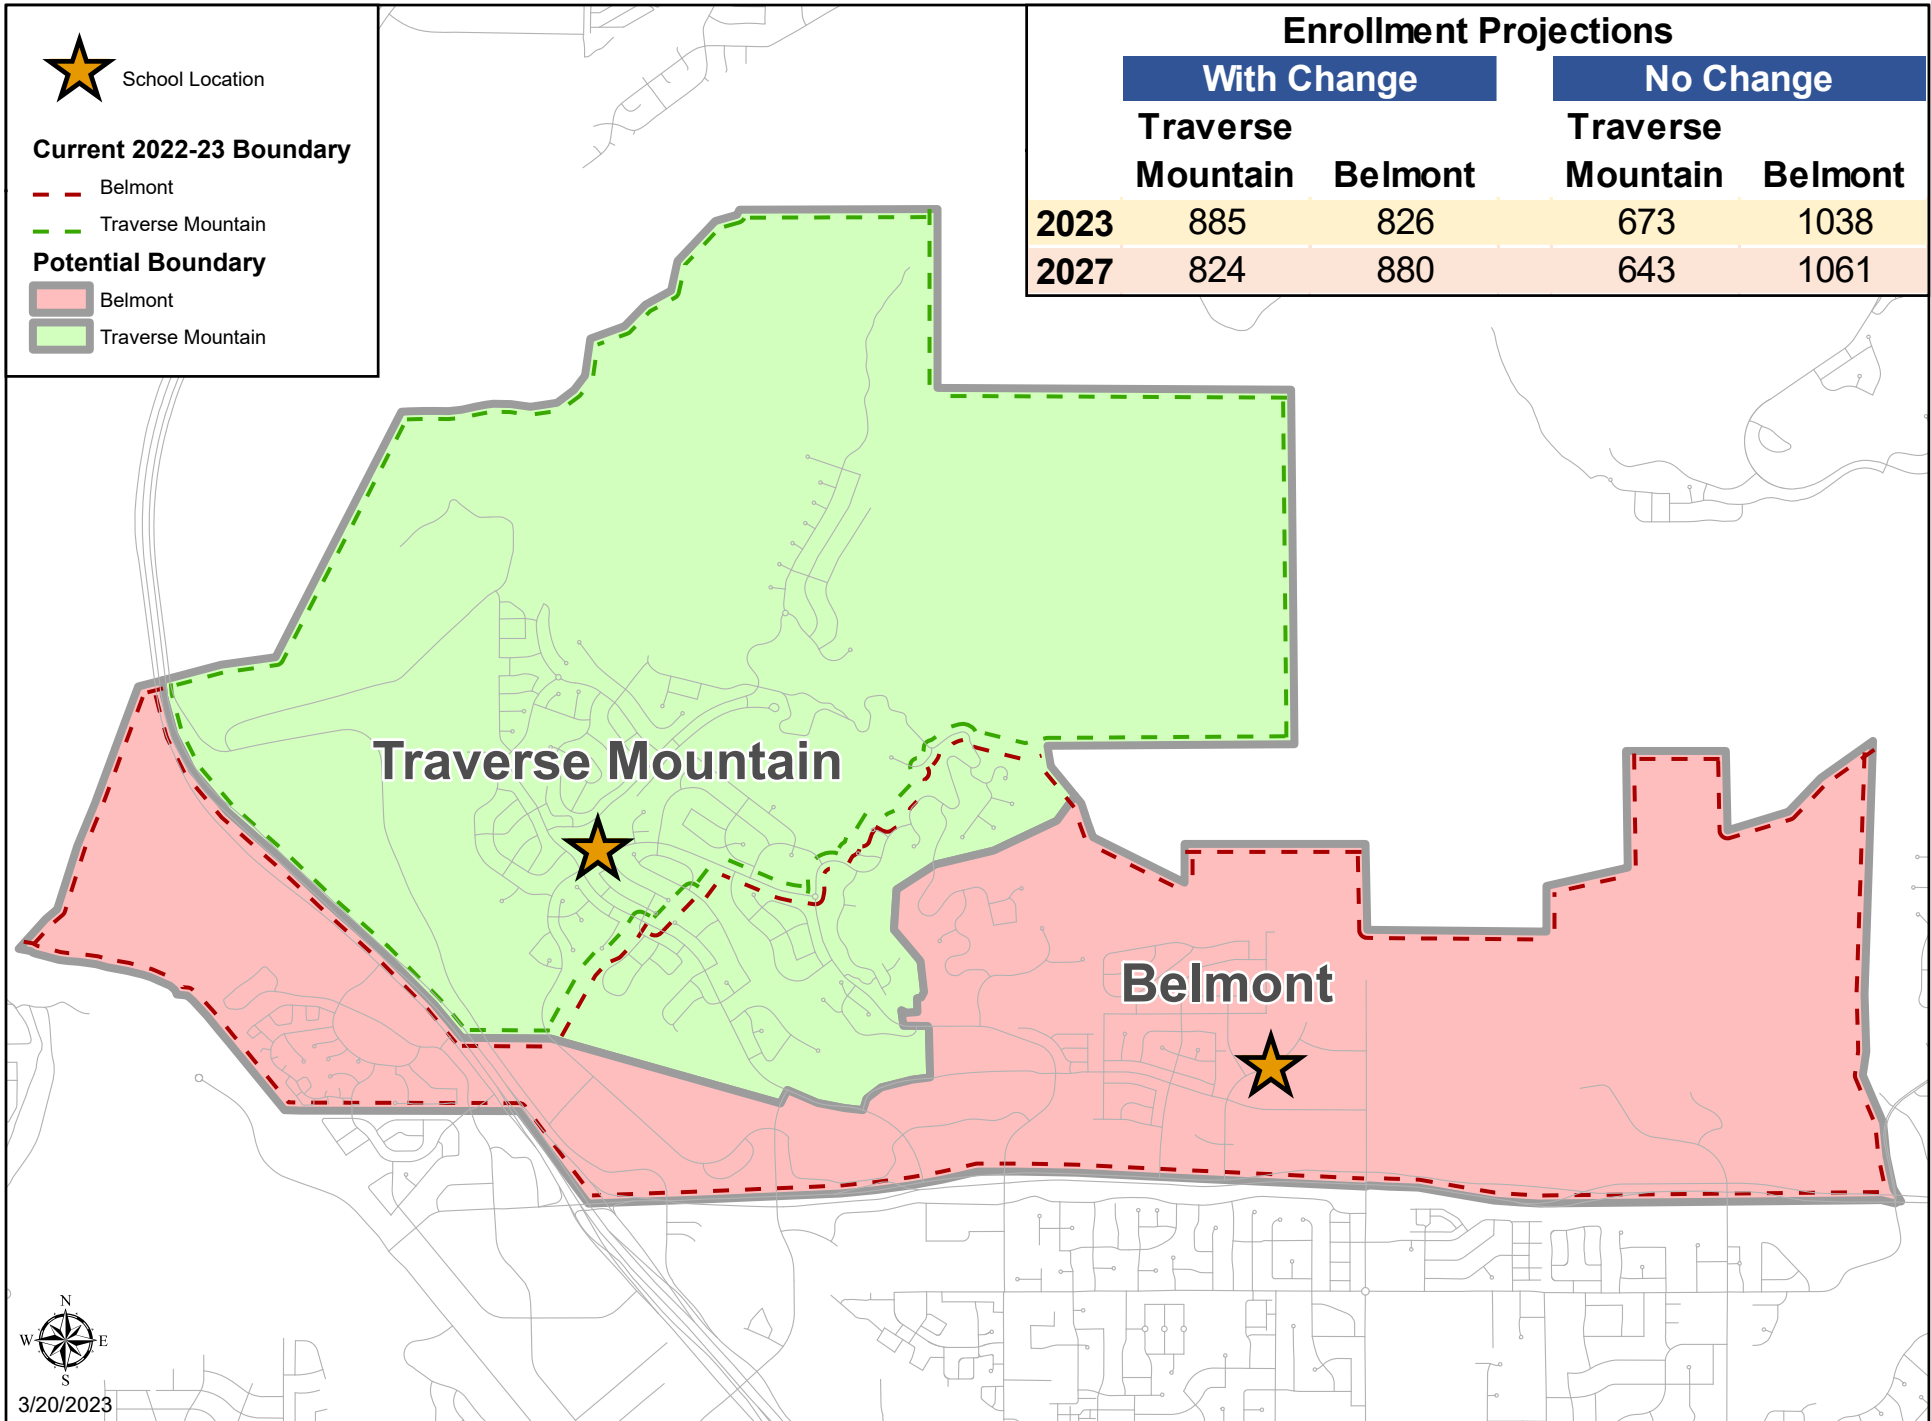 School Location
Current 2022-23 Boundary
Belmont
Traverse Mountain
Potential Boundary
Belmont
Traverse Mountain
Enrollment Projections
With Change No Change
Traverse Traverse
Mountain Belmont Mountain Belmont
2023 885 826 673 1038
2027 824 880 643 1061
Traverse Mountain
Belmont
N
W E
S
3/20/2023